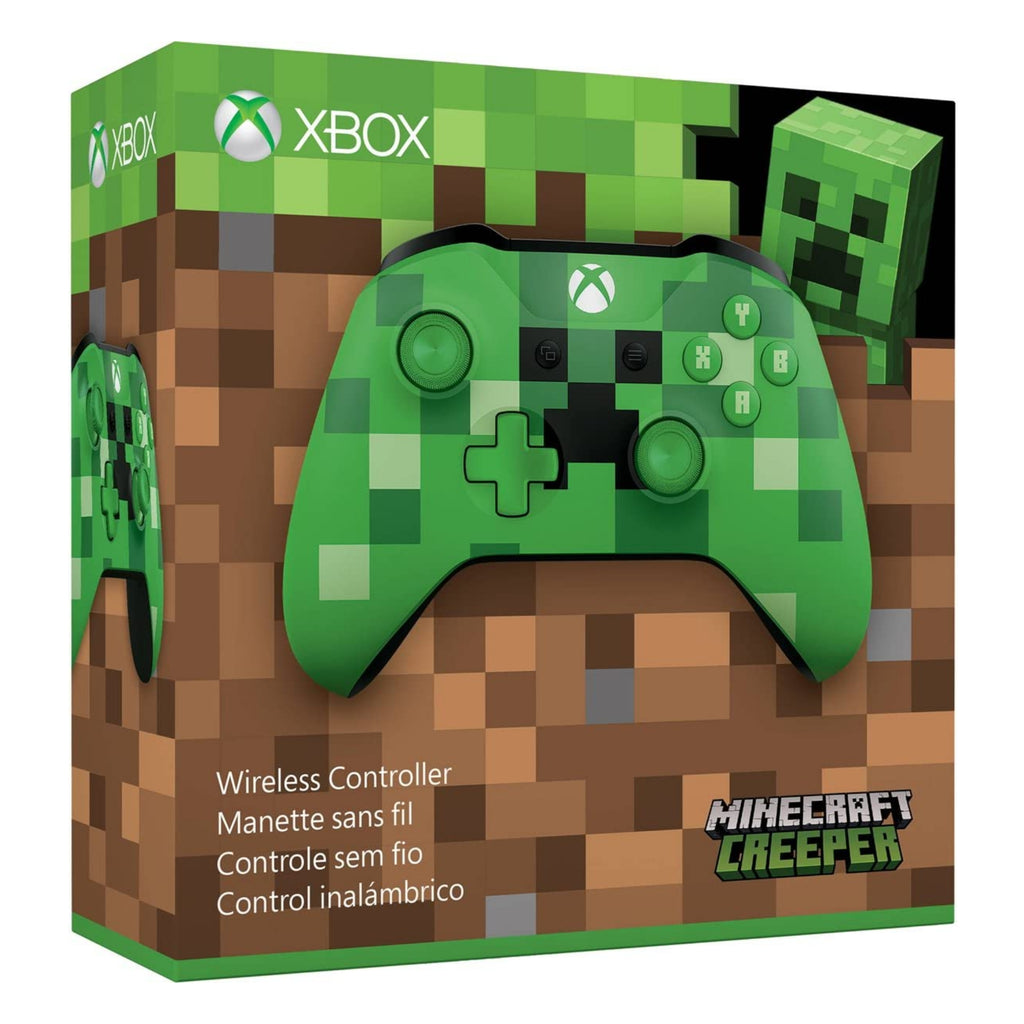 XBOX
XBOX
Y
X
B
A
Wireless Controller
Manette sans fil
Controle sem fio
Control inalámbrico
MINECRAFT
CREEPER